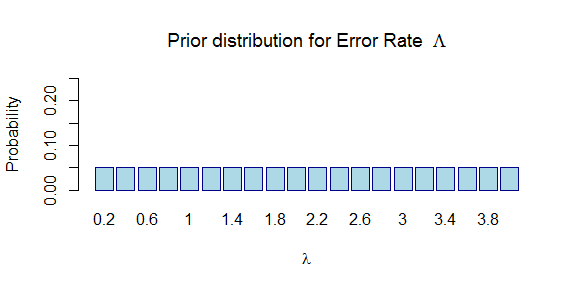 Prior distribution for Error Rate Λ
Probability
0.00 0.10 0.20
0.2 0.6 1 1.4 1.8 2.2 2.6 3 3.4 3.8
λ